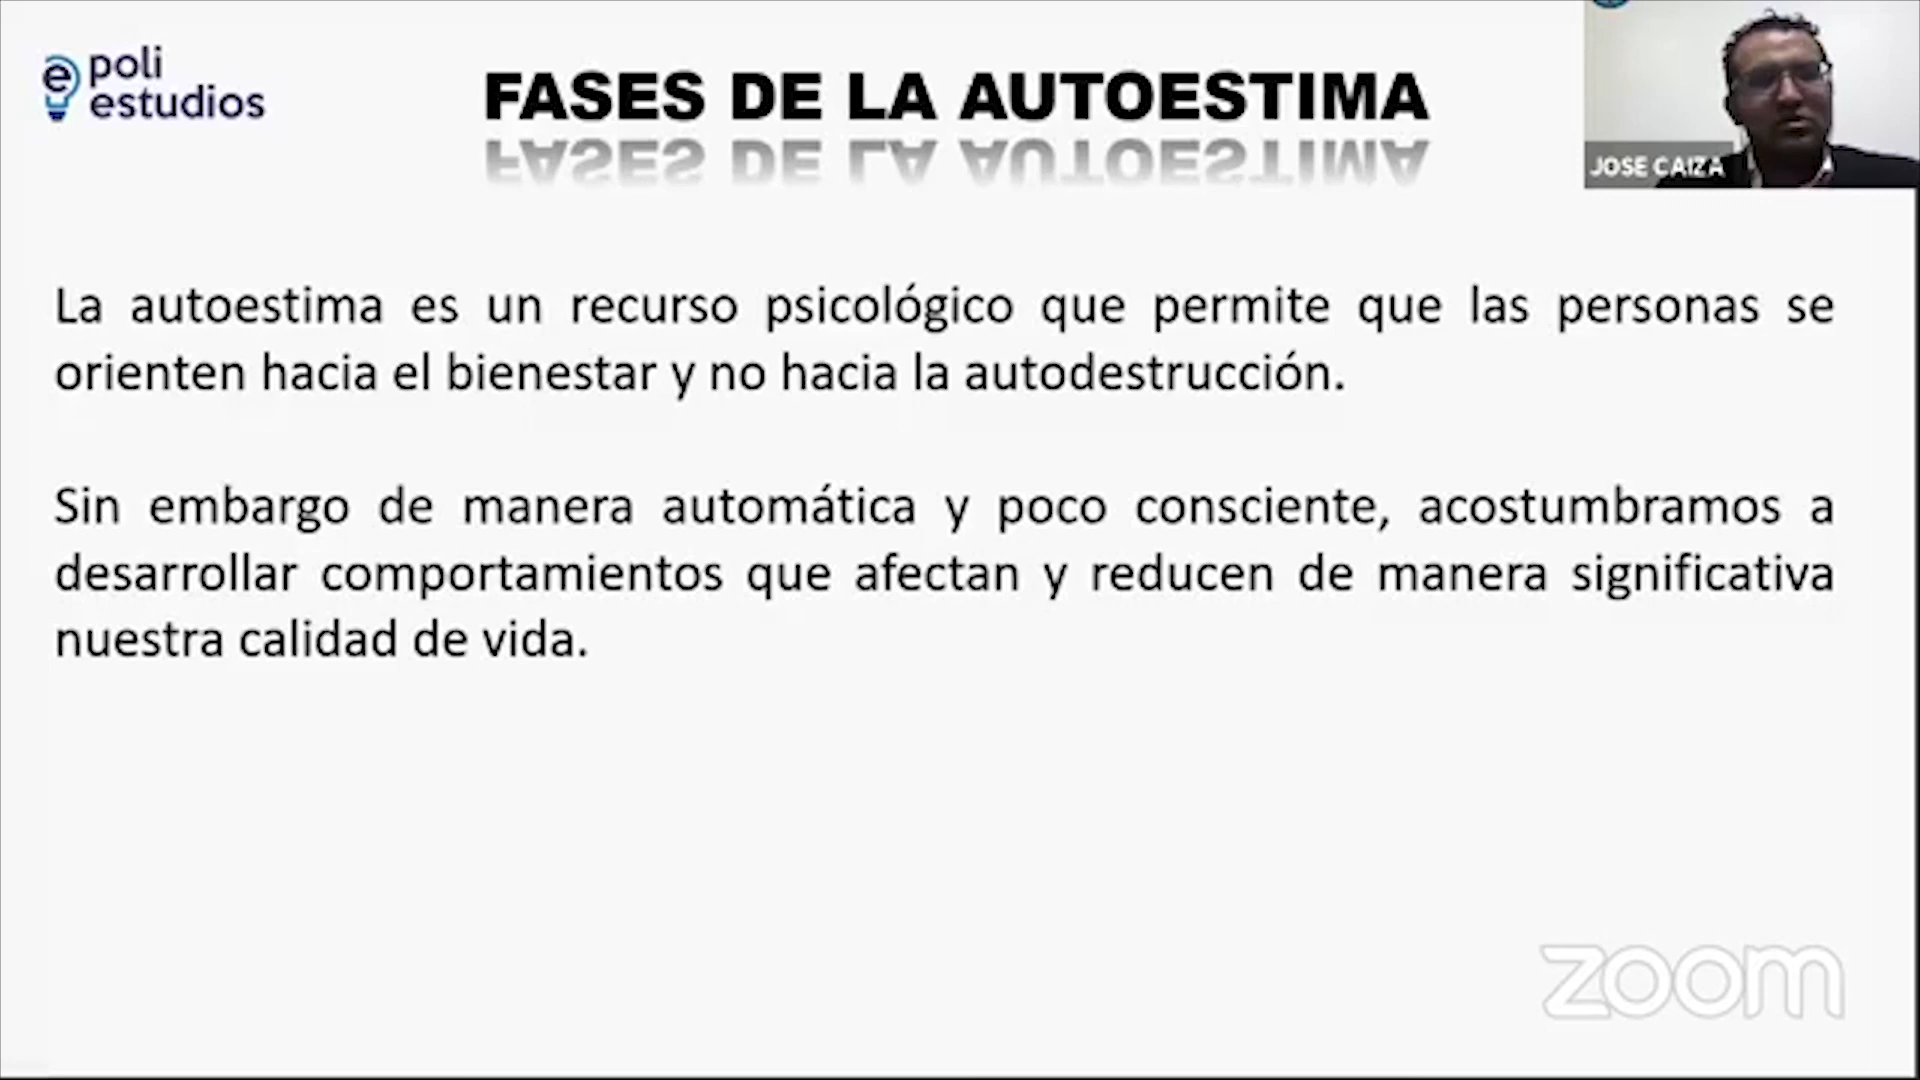 poli
estudios
FASES DE LA AUTOESTIMA
JOSE CAIZA
La autoestima es un recurso psicológico que permite que las personas se
orienten hacia el bienestar y no hacia la autodestrucción.
Sin embargo de manera automática y poco consciente, acostumbramos a
desarrollar comportamientos que afectan y reducen de manera significativa
nuestra calidad de vida.
zoom